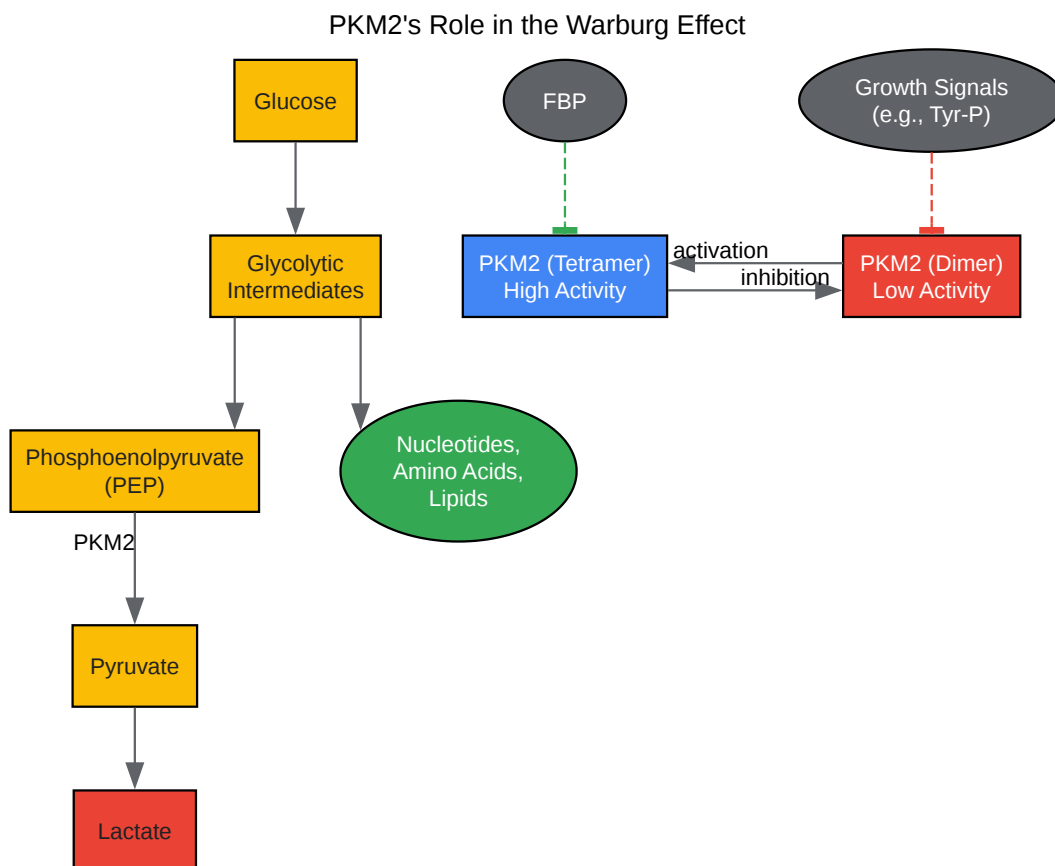 PKM2's Role in the Warburg Effect
Glucose
FBP
Growth Signals
(e.g., Tyr-P)
Glycolytic
Intermediates
PKM2 (Tetramer)
High Activity
activation
inhibition
PKM2 (Dimer)
Low Activity
Phosphoenolpyruvate
(PEP)
Nucleotides,
Amino Acids,
Lipids
PKM2
Pyruvate
Lactate